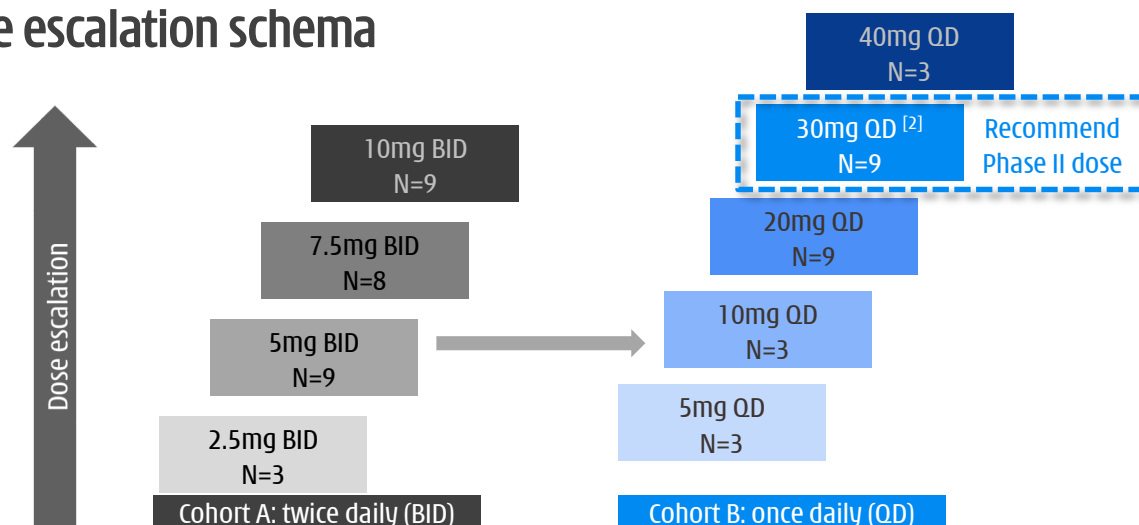 e escalation schema
Dose escalation
10mg BID
N=9
7.5mg BID
N=8
5mg BID
N=9
2.5mg BID
N=3
Cohort A: twice daily (BID)
40mg QD
N=3
30mg QD [2]
N=9
Recommend
Phase II dose
20mg QD
N=9
10mg QD
N=3
5mg QD
N=3
Cohort B: once daily (QD)